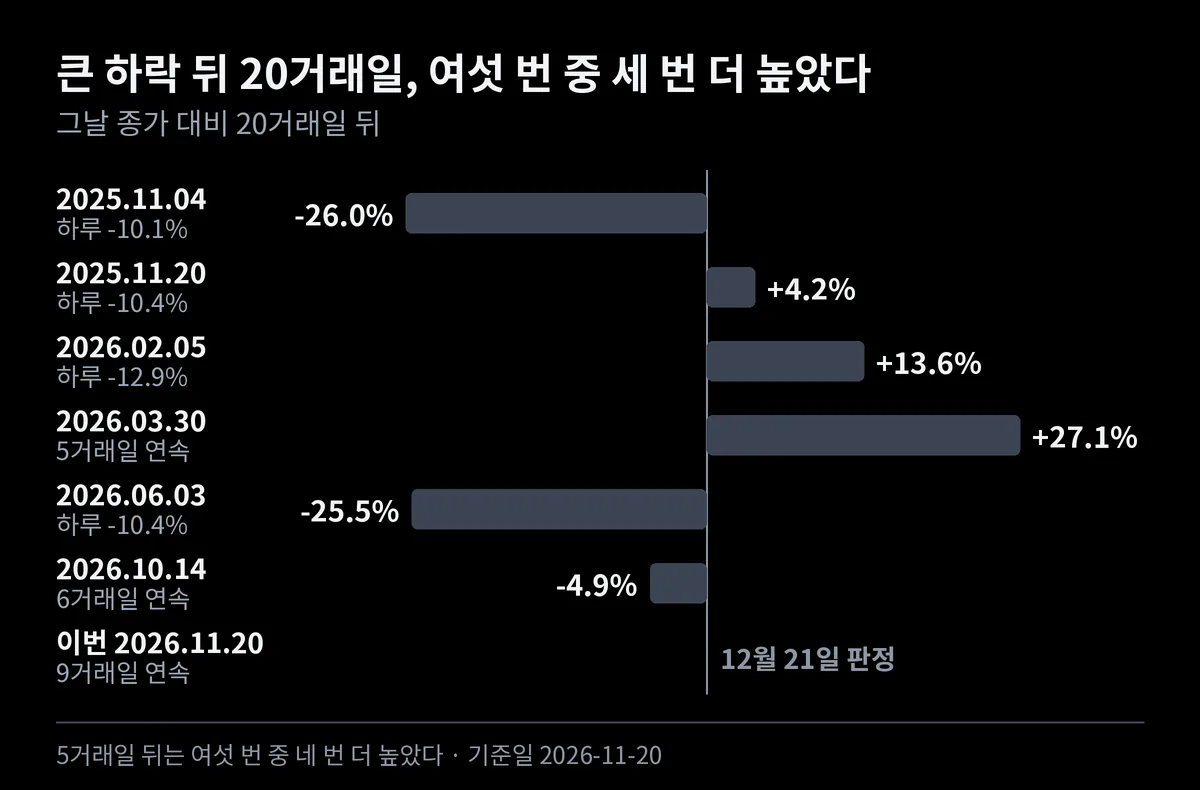 큰 하락 뒤 20거래일, 여섯 번 중 세 번 더 높았다
그날 종가 대비 20거래일 뒤
2025.11.04
하루 -10.1%
-26.0%
2025.11.20
하루 -10.4%
+4.2%
2026.02.05
하루 -12.9%
+13.6%
2026.03.30
5거래일 연속
+27.1%
2026.06.03
하루 -10.4%
-25.5%
2026.10.14
6거래일 연속
-4.9%
이번 2026.11.20
9거래일 연속
12월 21일 판정
5거래일 뒤는 여섯 번 중 네 번 더 높았다 · 기준일 2026-11-20